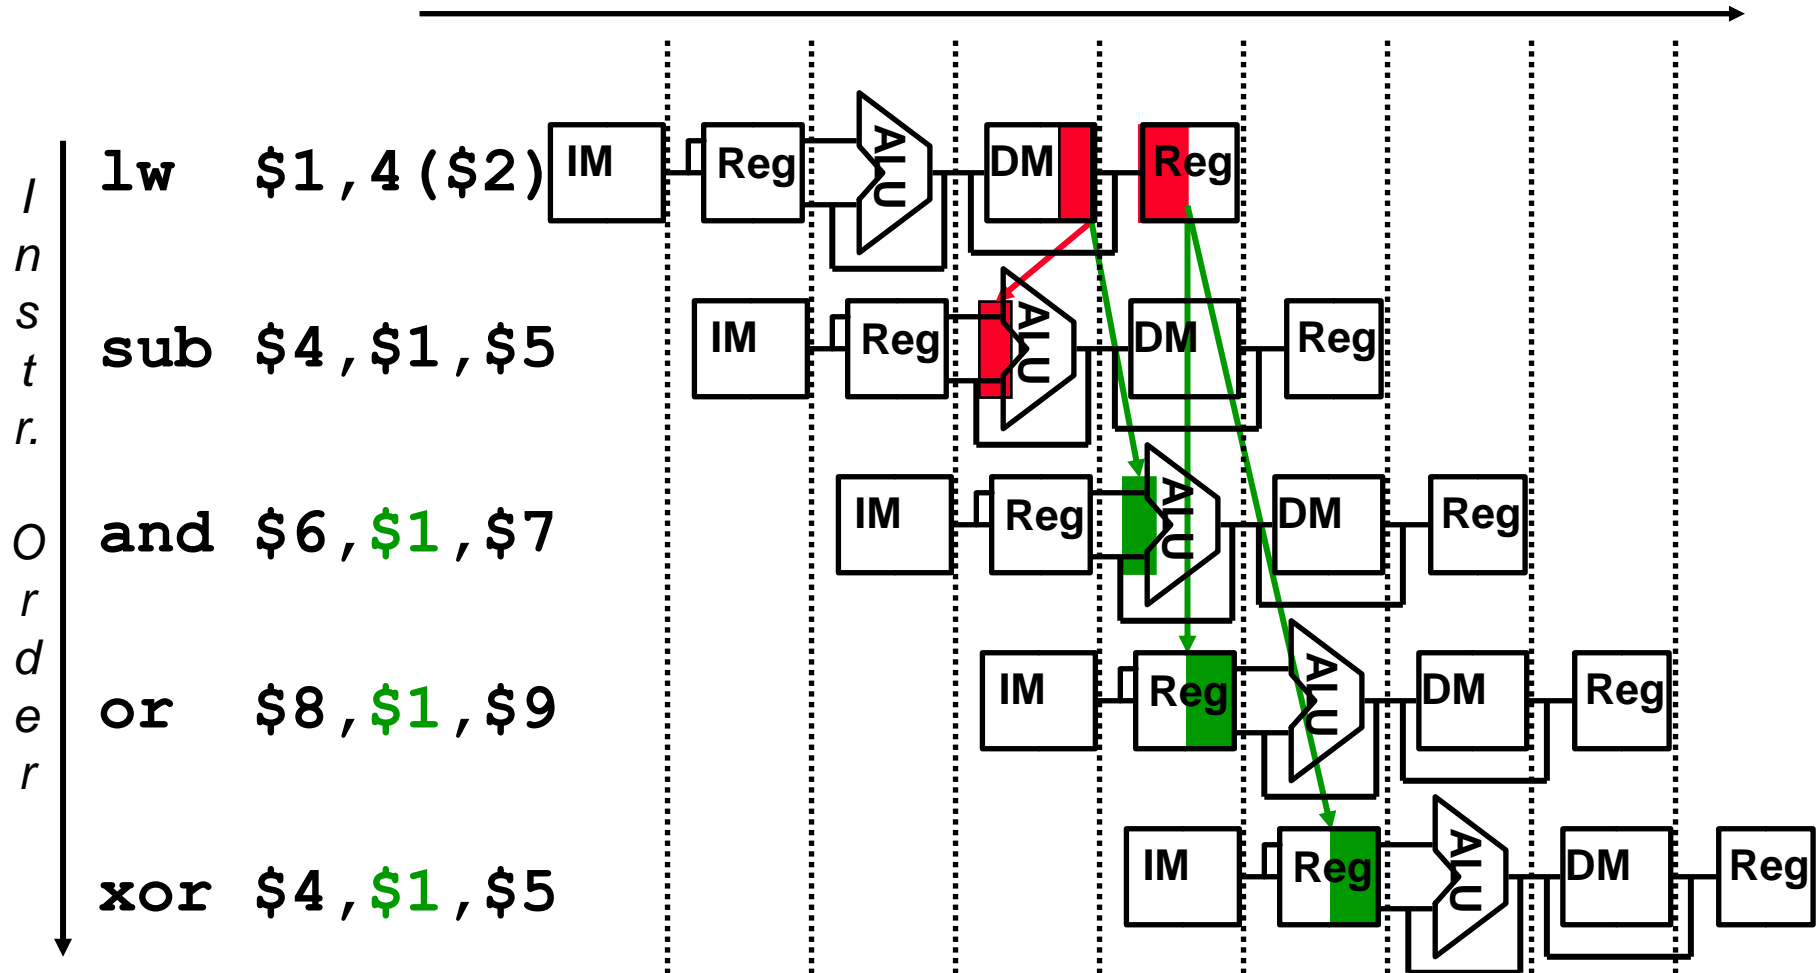 Instr. Order
lw $1,4($2) IM Reg ALU DM Reg
sub $4,$1,$5 IM Reg ALU DM Reg
and $6,$1,$7 IM Reg ALU DM Reg
or $8,$1,$9 IM Reg ALU DM Reg
xor $4,$1,$5 IM Reg ALU DM Reg